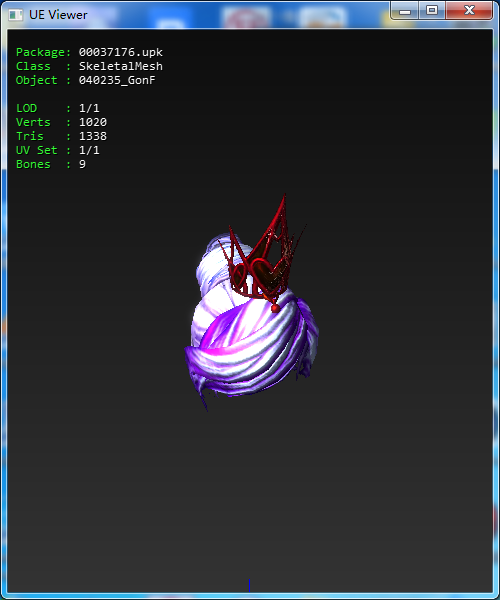 UE Viewer
Package: 00037176.upk
Class  : SkeletalMesh
Object : 040235_GonF
LOD    : 1/1
Verts  : 1020
Tris   : 1338
UV Set : 1/1
Bones  : 9